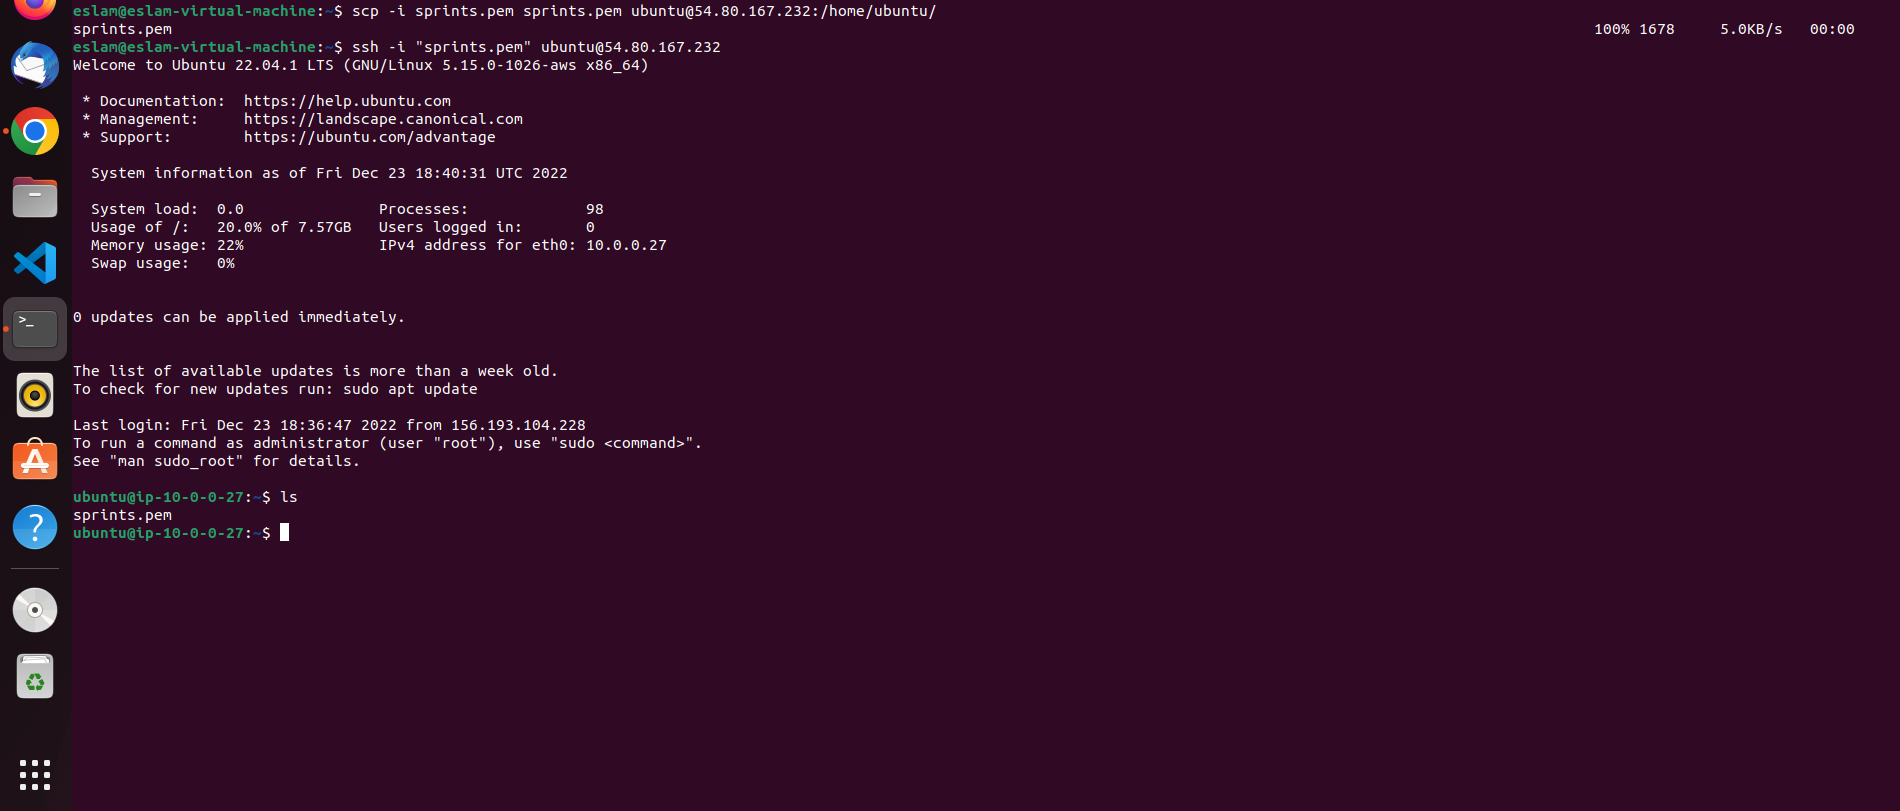 eslam@eslam-virtual-machine:~$ scp -i sprints.pem sprints.pem ubuntu@54.80.167.232:/home/ubuntu/
sprints.pem 100% 1678 5.0KB/s 00:00
eslam@eslam-virtual-machine:~$ ssh -i "sprints.pem" ubuntu@54.80.167.232
Welcome to Ubuntu 22.04.1 LTS (GNU/Linux 5.15.0-1026-aws x86_64)
* Documentation: https://help.ubuntu.com
* Management: https://landscape.canonical.com
* Support: https://ubuntu.com/advantage
System information as of Fri Dec 23 18:40:31 UTC 2022
System load: 0.0 Processes: 98
Usage of /: 20.0% of 7.57GB Users logged in: 0
Memory usage: 22% IPv4 address for eth0: 10.0.0.27
Swap usage: 0%
0 updates can be applied immediately.
The list of available updates is more than a week old.
To check for new updates run: sudo apt update
Last login: Fri Dec 23 18:36:47 2022 from 156.193.104.228
To run a command as administrator (user "root"), use "sudo <command>".
See "man sudo_root" for details.
ubuntu@ip-10-0-0-27:~$ ls
sprints.pem
ubuntu@ip-10-0-0-27:~$